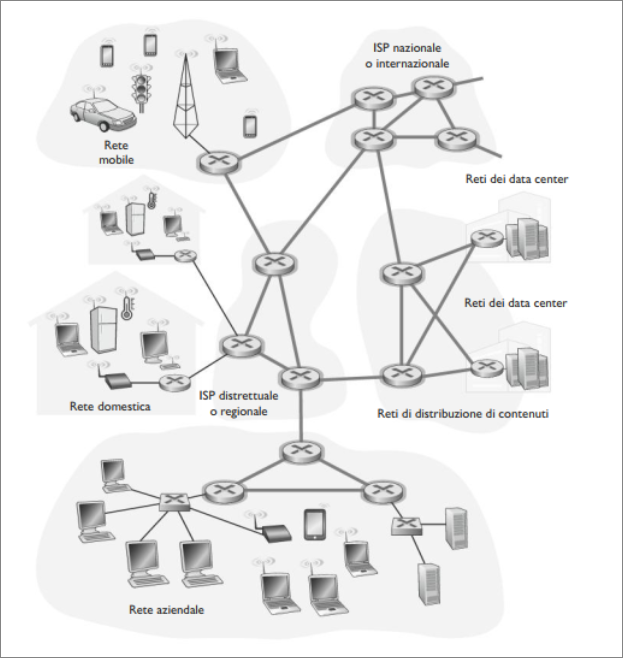 ISP nazionale
o internazionale
Rete
mobile
Reti dei data center
Reti dei data center
ISP distrettuale
o regionale
Rete domestica
Reti di distribuzione di contenuti
Rete aziendale